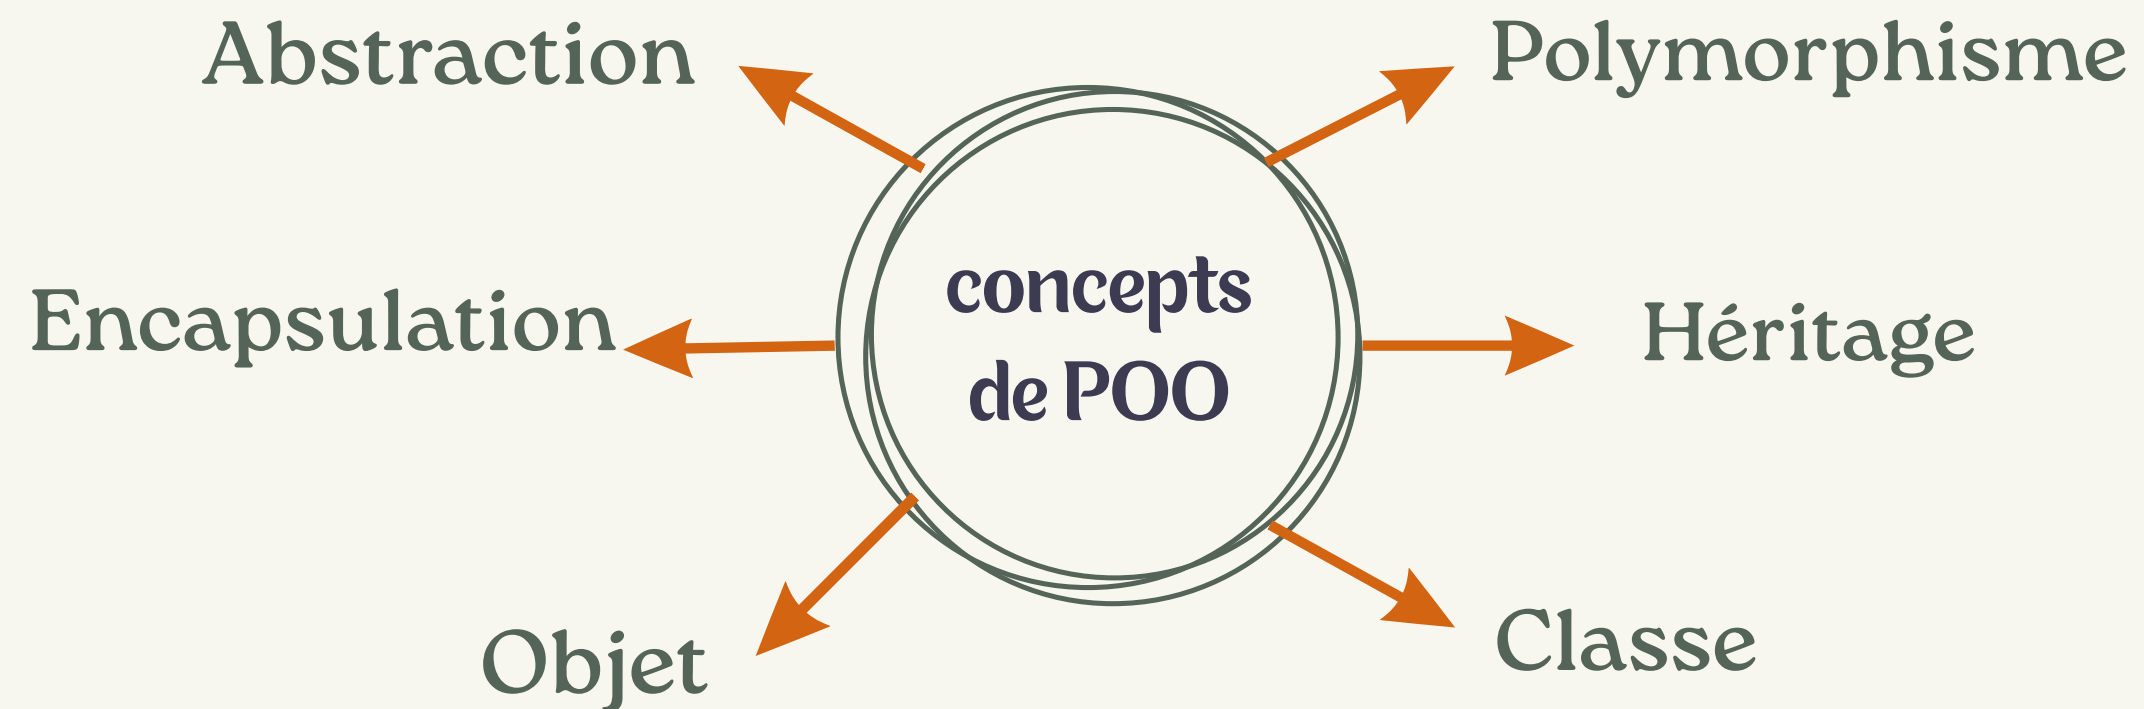 Abstraction
Polymorphisme
concepts
de POO
Encapsulation
Héritage
Objet
Classe